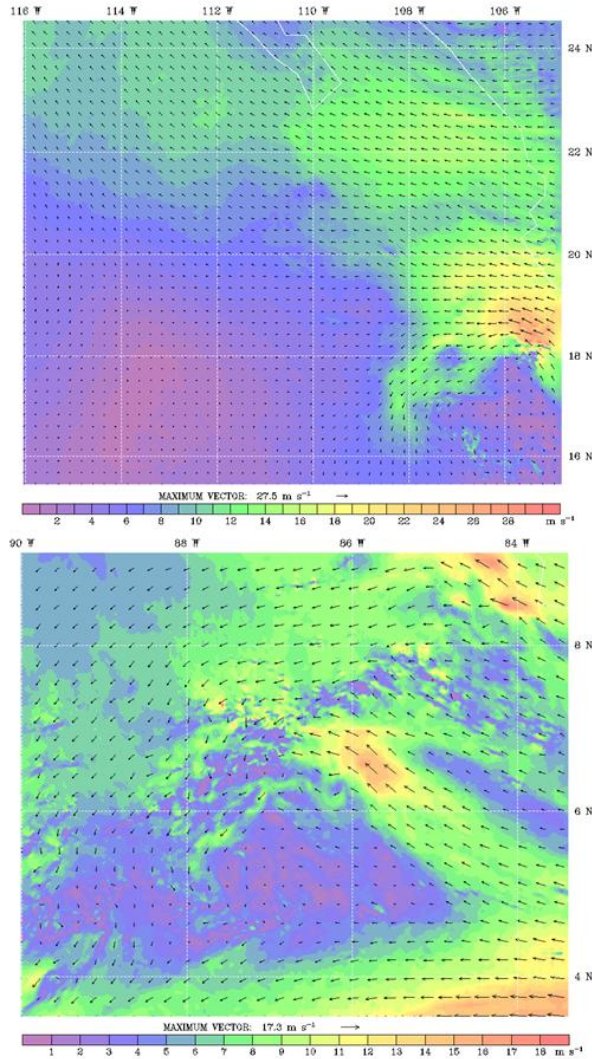 116 W 114 W 112 W 110 W 108 W 106 W
24 N
22 N
20 N
18 N
16 N
MAXIMUM VECTOR: 27.5 m s⁻¹
2 4 6 8 10 12 14 16 18 20 22 24 26 28 m s⁻¹
90 W 88 W 86 W 84 W
8 N
6 N
4 N
MAXIMUM VECTOR: 17.3 m s⁻¹
1 2 3 4 5 6 7 8 9 10 11 12 13 14 15 16 17 18 m s⁻¹